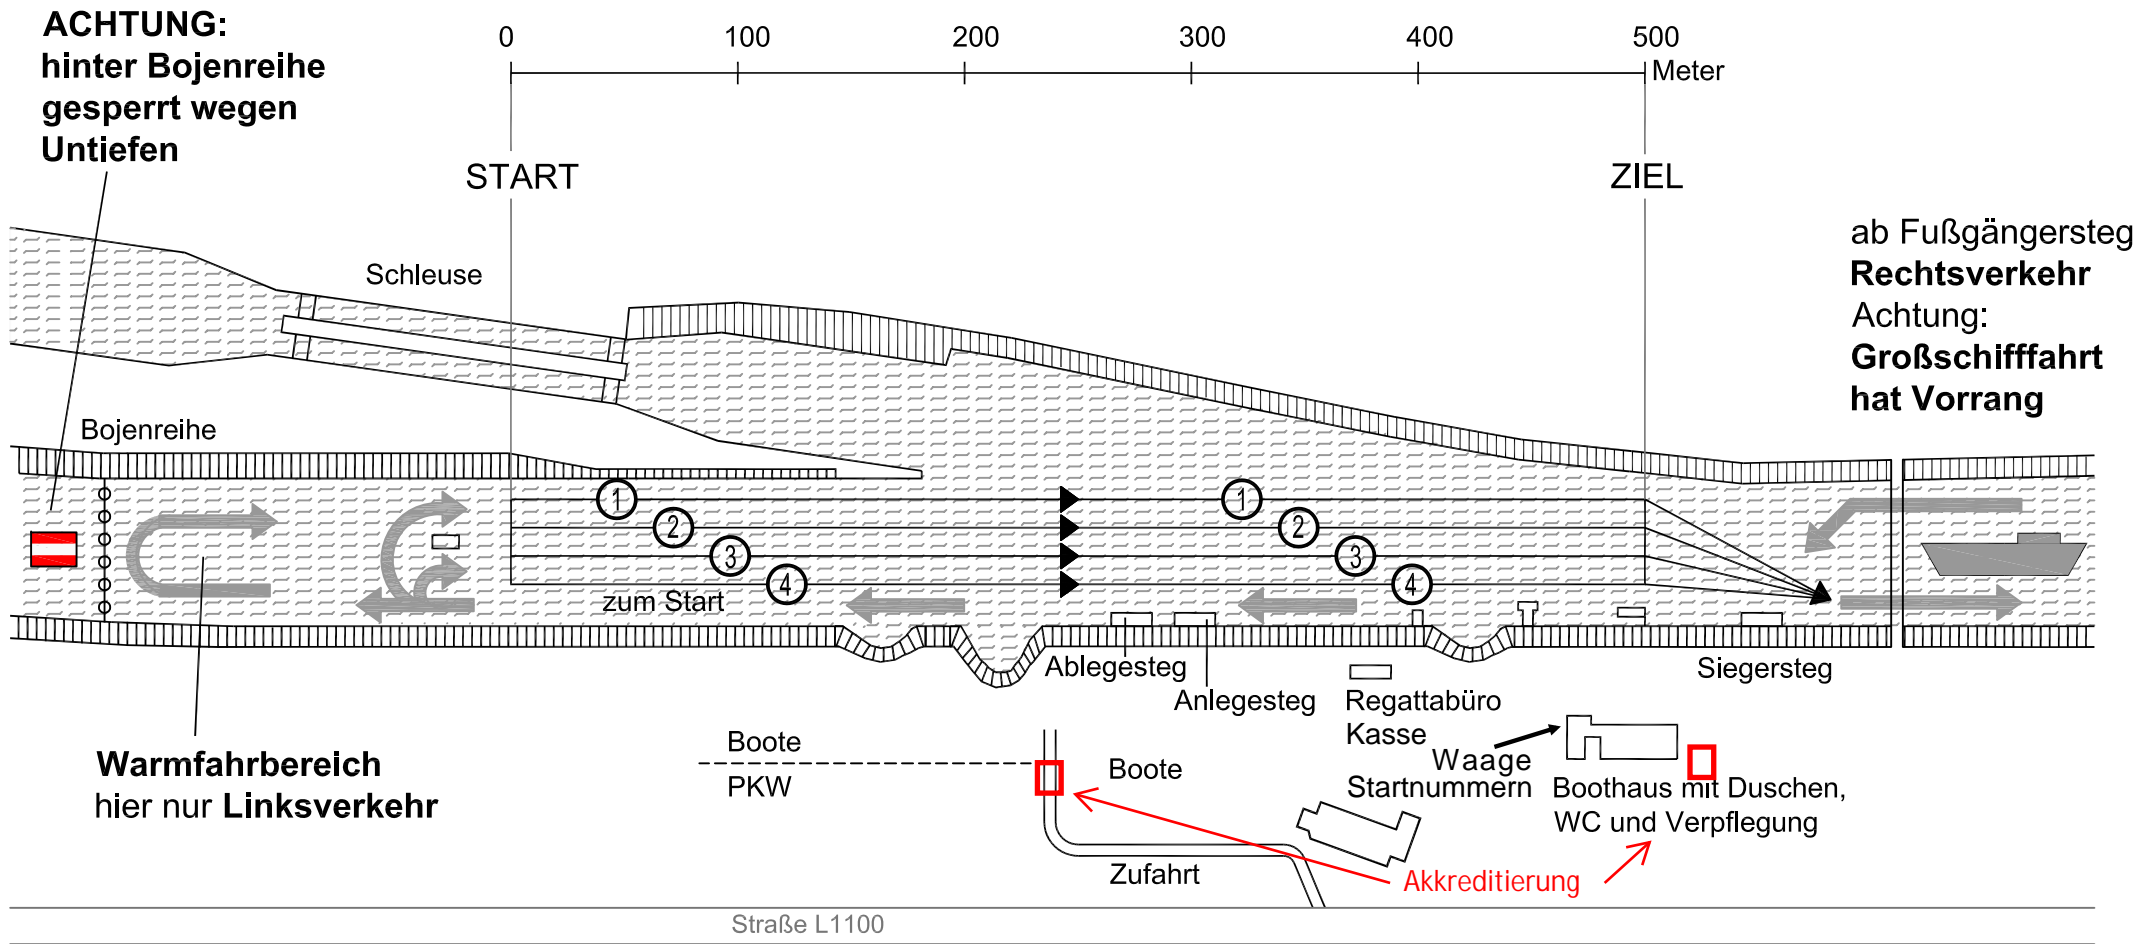 ACHTUNG:
hinter Bojenreihe
gesperrt wegen
Untiefen
0 100 200 300 400 500
Meter
START
ZIEL
ab Fußgängersteg
Rechtsverkehr
Achtung:
Großschifffahrt
hat Vorrang
Schleuse
Bojenreihe
1
2
3
4
1
2
3
4
zum Start
Ablegesteg
Anlegesteg
Siegersteg
Regattabüro
Kasse
Waage
Startnummern
Boothaus mit Duschen,
WC und Verpflegung
Boote
PKW
Boote
Warmfahrbereich
hier nur Linksverkehr
Zufahrt
Akkreditierung
Straße L1100